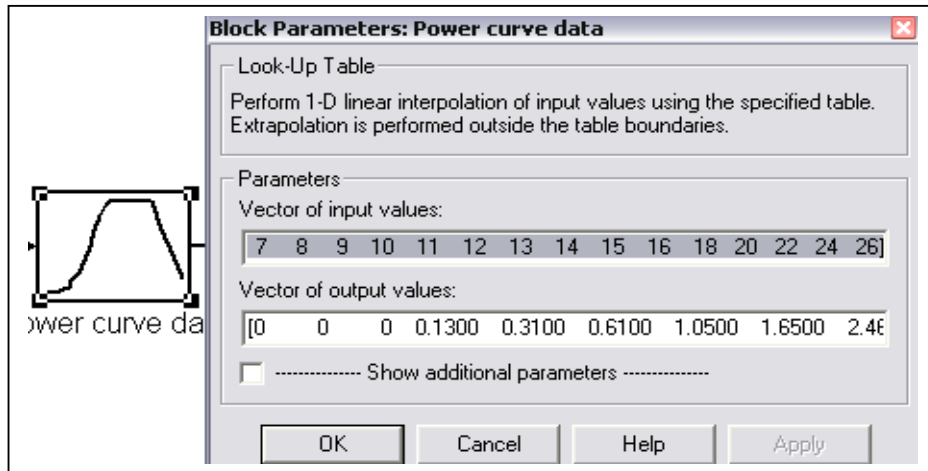 Block Parameters: Power curve data
Look-Up Table
Perform 1-D linear interpolation of input values using the specified table.
Extrapolation is performed outside the table boundaries.
Parameters
Vector of input values:
7 8 9 10 11 12 13 14 15 16 18 20 22 24 26]
Vector of output values:
[0 0 0 0.1300 0.3100 0.6100 1.0500 1.6500 2.46
-------------- Show additional parameters --------------
OK Cancel Help Apply
ower curve da